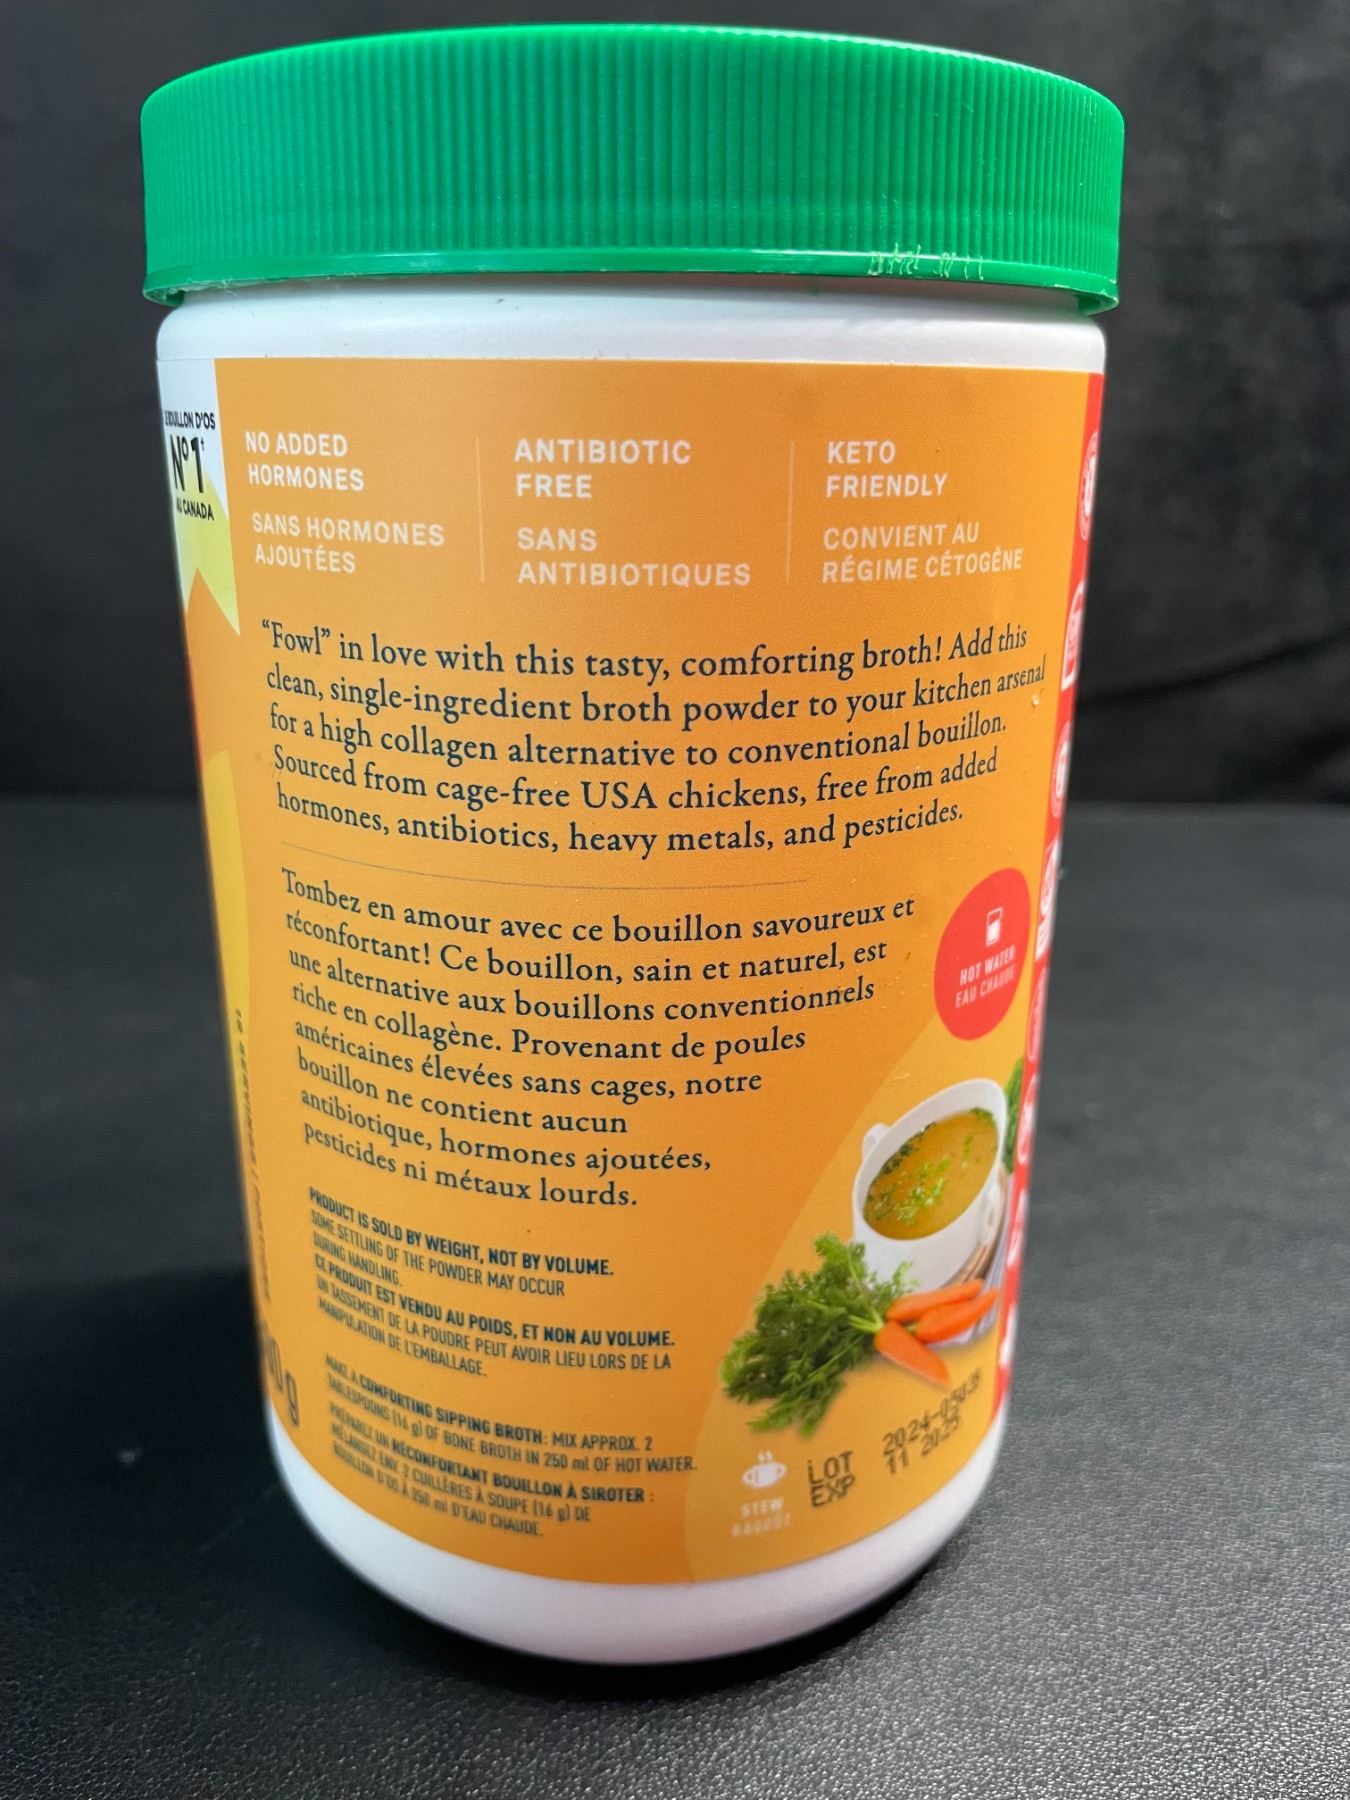 BOUILLON D'OS
Nº1†
AU CANADA
NO ADDED
HORMONES
SANS HORMONES
AJOUTÉES
ANTIBIOTIC
FREE
SANS
ANTIBIOTIQUES
KETO
FRIENDLY
CONVIENT AU
RÉGIME CÉTOGÈNE
“Fowl” in love with this tasty, comforting broth! Add this
clean, single-ingredient broth powder to your kitchen arsenal
for a high collagen alternative to conventional bouillon.
Sourced from cage-free USA chickens, free from added
hormones, antibiotics, heavy metals, and pesticides.
Tombez en amour avec ce bouillon savoureux et
réconfortant! Ce bouillon, sain et naturel, est
une alternative aux bouillons conventionnels
riche en collagène. Provenant de poules
américaines élevées sans cages, notre
bouillon ne contient aucun
antibiotique, hormones ajoutées,
pesticides ni métaux lourds.
HOT WATER
EAU CHAUDE
PRODUCT IS SOLD BY WEIGHT, NOT BY VOLUME.
SOME SETTLING OF THE POWDER MAY OCCUR
DURING HANDLING.
CE PRODUIT EST VENDU AU POIDS, ET NON AU VOLUME.
UN TASSEMENT DE LA POUDRE PEUT AVOIR LIEU LORS DE LA
MANIPULATION DE L'EMBALLAGE.
MAKE A COMFORTING SIPPING BROTH: MIX APPROX. 2
TABLESPOONS (16 g) OF BONE BROTH IN 250 ml OF HOT WATER.
PRÉPAREZ UN RÉCONFORTANT BOUILLON À SIROTER :
MÉLANGEZ ENV. 2 CUILLÈRES À SOUPE (16 g) DE
BOUILLON D'OS À 250 ml D'EAU CHAUDE.
STEW
RAGOÛT
LOT 2024-0503
EXP 11 2025